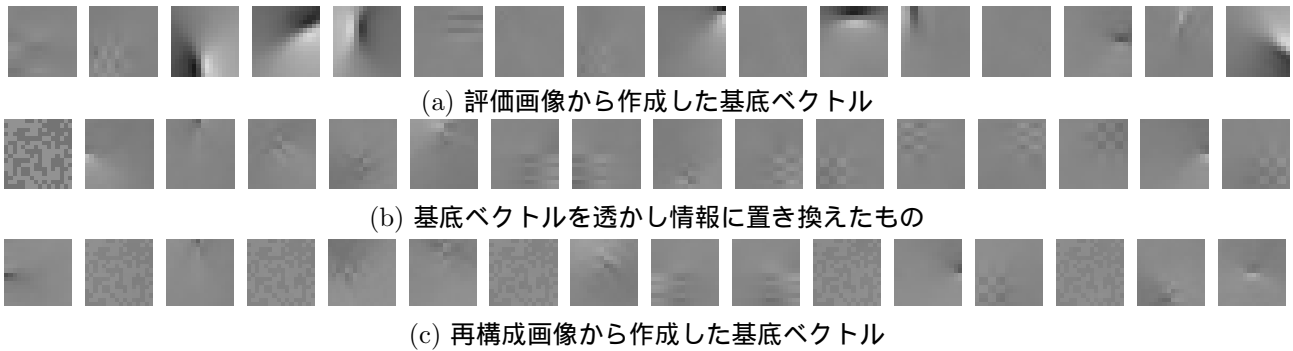 (a) 評価画像から作成した基底ベクトル
(b) 基底ベクトルを透かし情報に置き換えたもの
(c) 再構成画像から作成した基底ベクトル